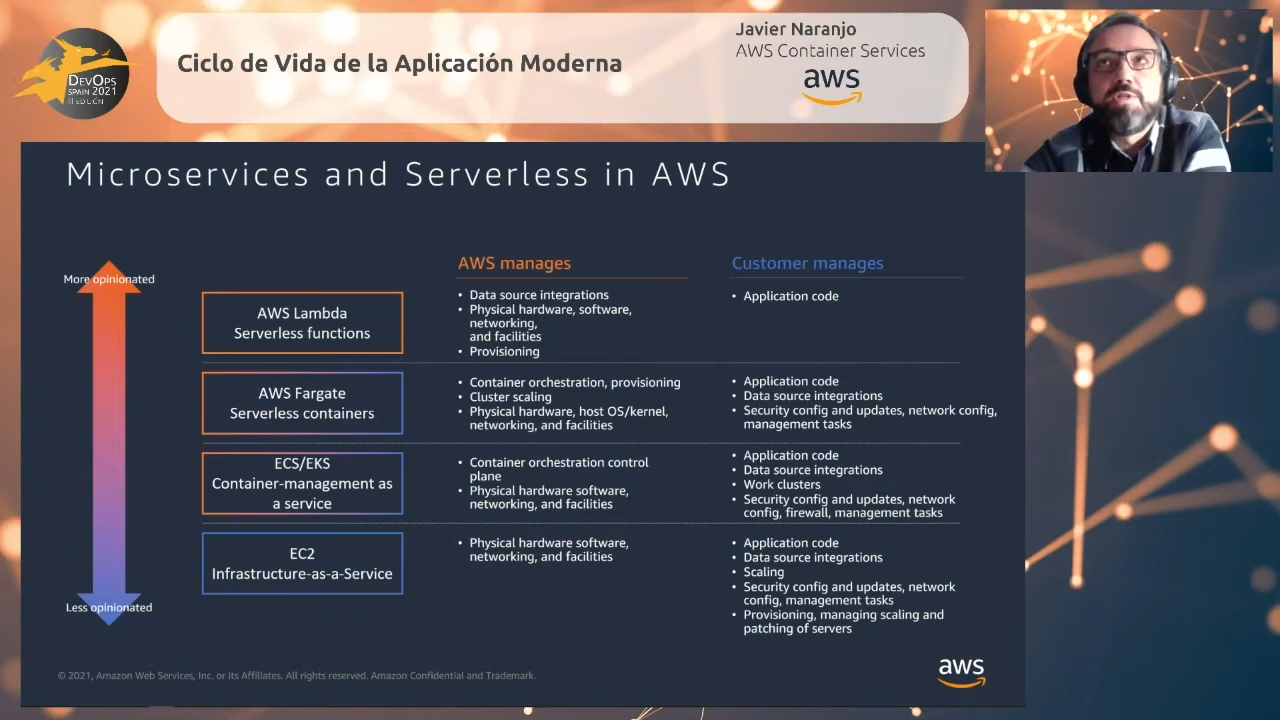 DEVOPS
SPAIN 2021
II EDICIÓN
Ciclo de Vida de la Aplicación Moderna
Javier Naranjo
AWS Container Services
aws
Microservices and Serverless in AWS
More opinionated
Less opinionated
AWS manages
Customer manages
AWS Lambda
Serverless functions
• Data source integrations
• Physical hardware, software,
networking,
and facilities
• Provisioning
• Application code
AWS Fargate
Serverless containers
• Container orchestration, provisioning
• Cluster scaling
• Physical hardware, host OS/kernel,
networking, and facilities
• Application code
• Data source integrations
• Security config and updates, network config,
management tasks
ECS/EKS
Container-management as
a service
• Container orchestration control
plane
• Physical hardware software,
networking, and facilities
• Application code
• Data source integrations
• Work clusters
• Security config and updates, network
config, firewall, management tasks
EC2
Infrastructure-as-a-Service
• Physical hardware software,
networking, and facilities
• Application code
• Data source integrations
• Scaling
• Security config and updates, network
config, management tasks
• Provisioning, managing scaling and
patching of servers
© 2021, Amazon Web Services, Inc. or its Affiliates. All rights reserved. Amazon Confidential and Trademark.
aws